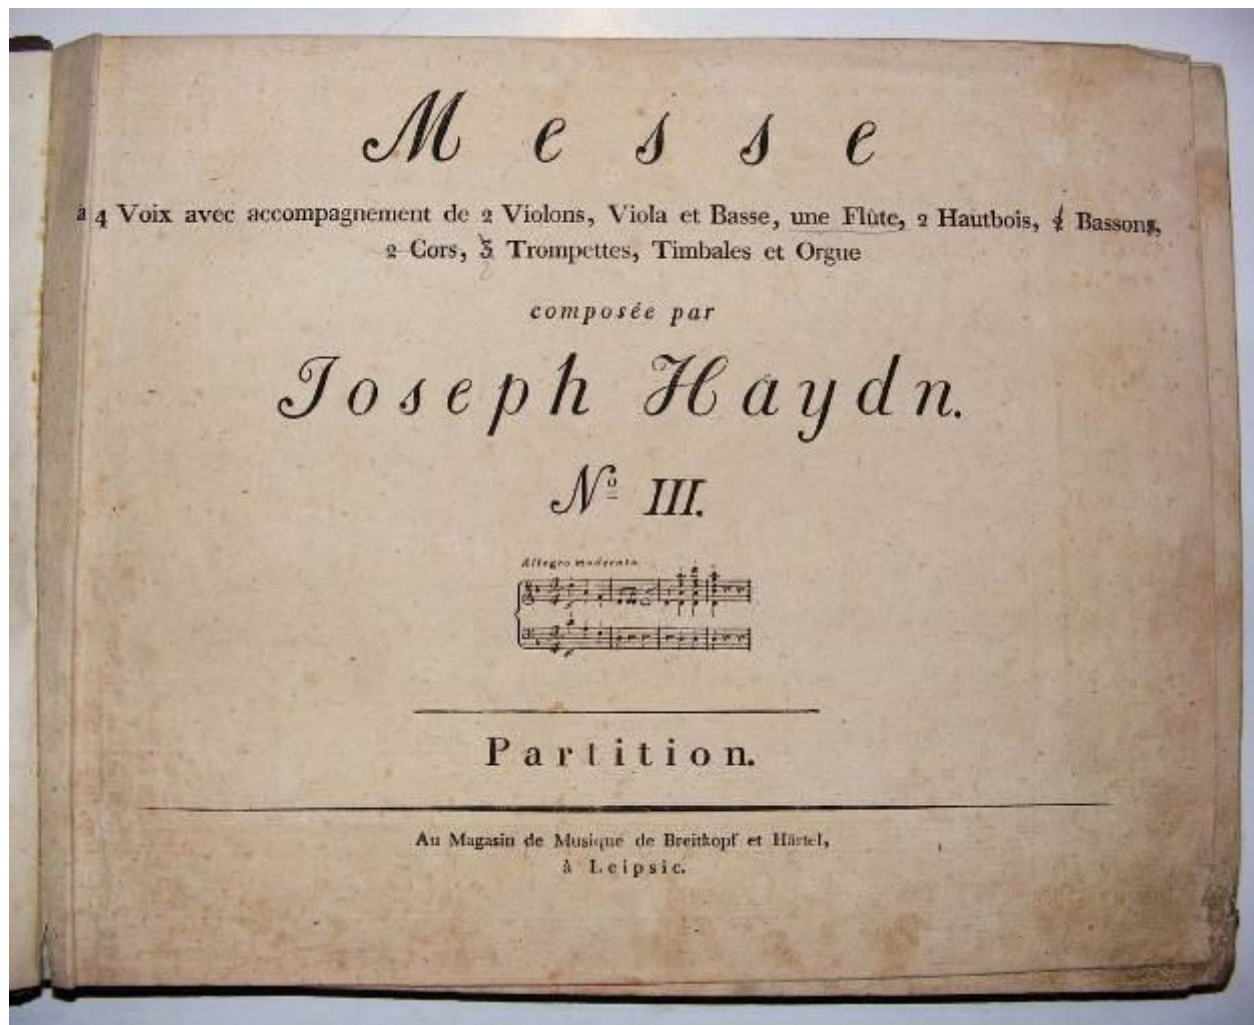 Messe
à 4 Voix avec accompagnement de 2 Violons, Viola et Basse, une Flûte, 2 Hautbois, Bassons,
2 Cors, 3 Trompettes, Timbales et Orgue
composée par
Joseph Haydn.
No III.
Allegro moderato
Partition.
Au Magasin de Musique de Breitkopf et Härtel,
à Leipsic.